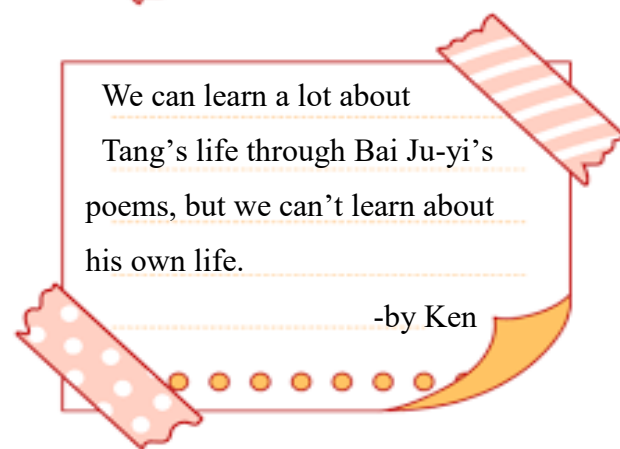 We can learn a lot about
Tang’s life through Bai Ju-yi’s
poems, but we can’t learn about
his own life.
-by Ken